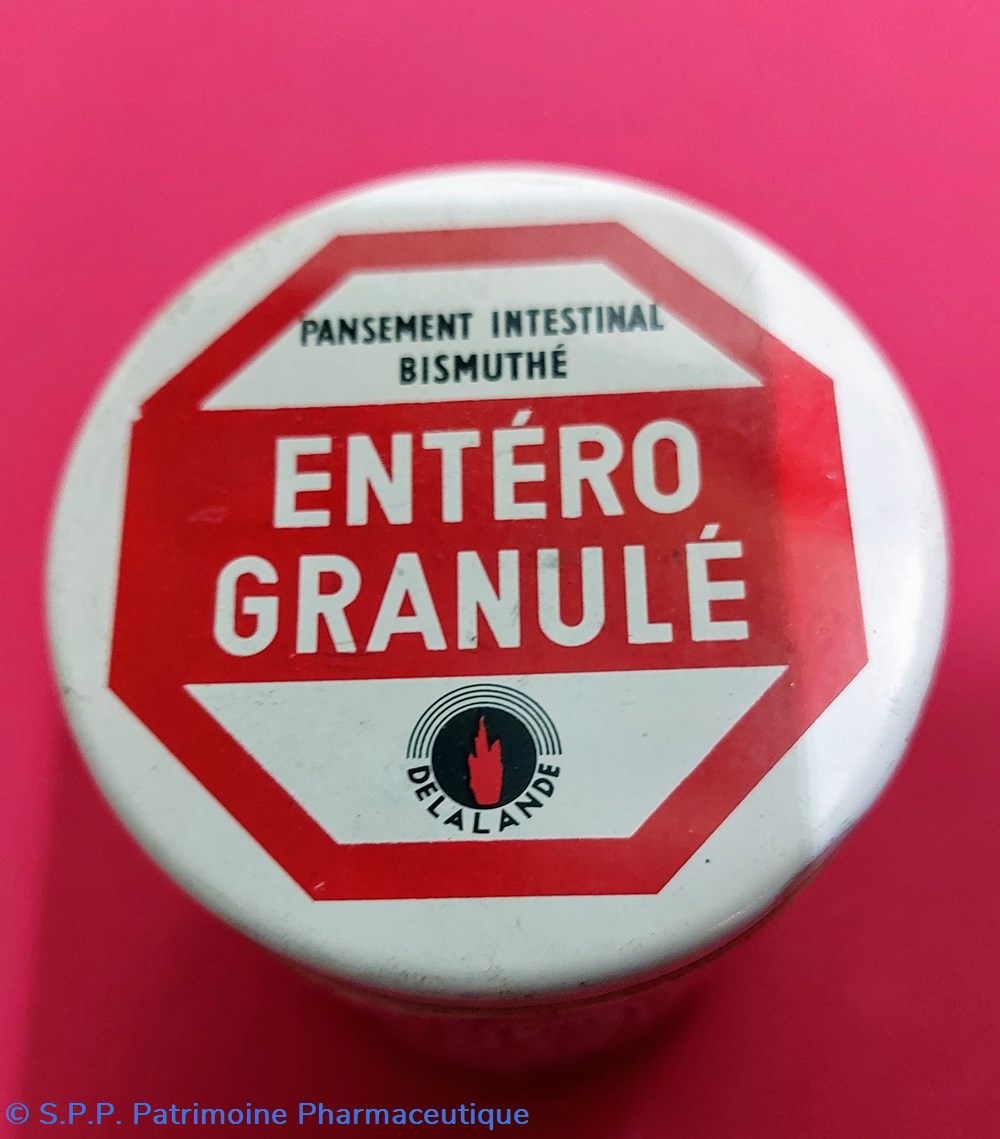 PANSEMENT INTESTINAL
BISMUTHÉ
ENTÉRO
GRANULÉ
DELALANDE
© S.P.P. Patrimoine Pharmaceutique